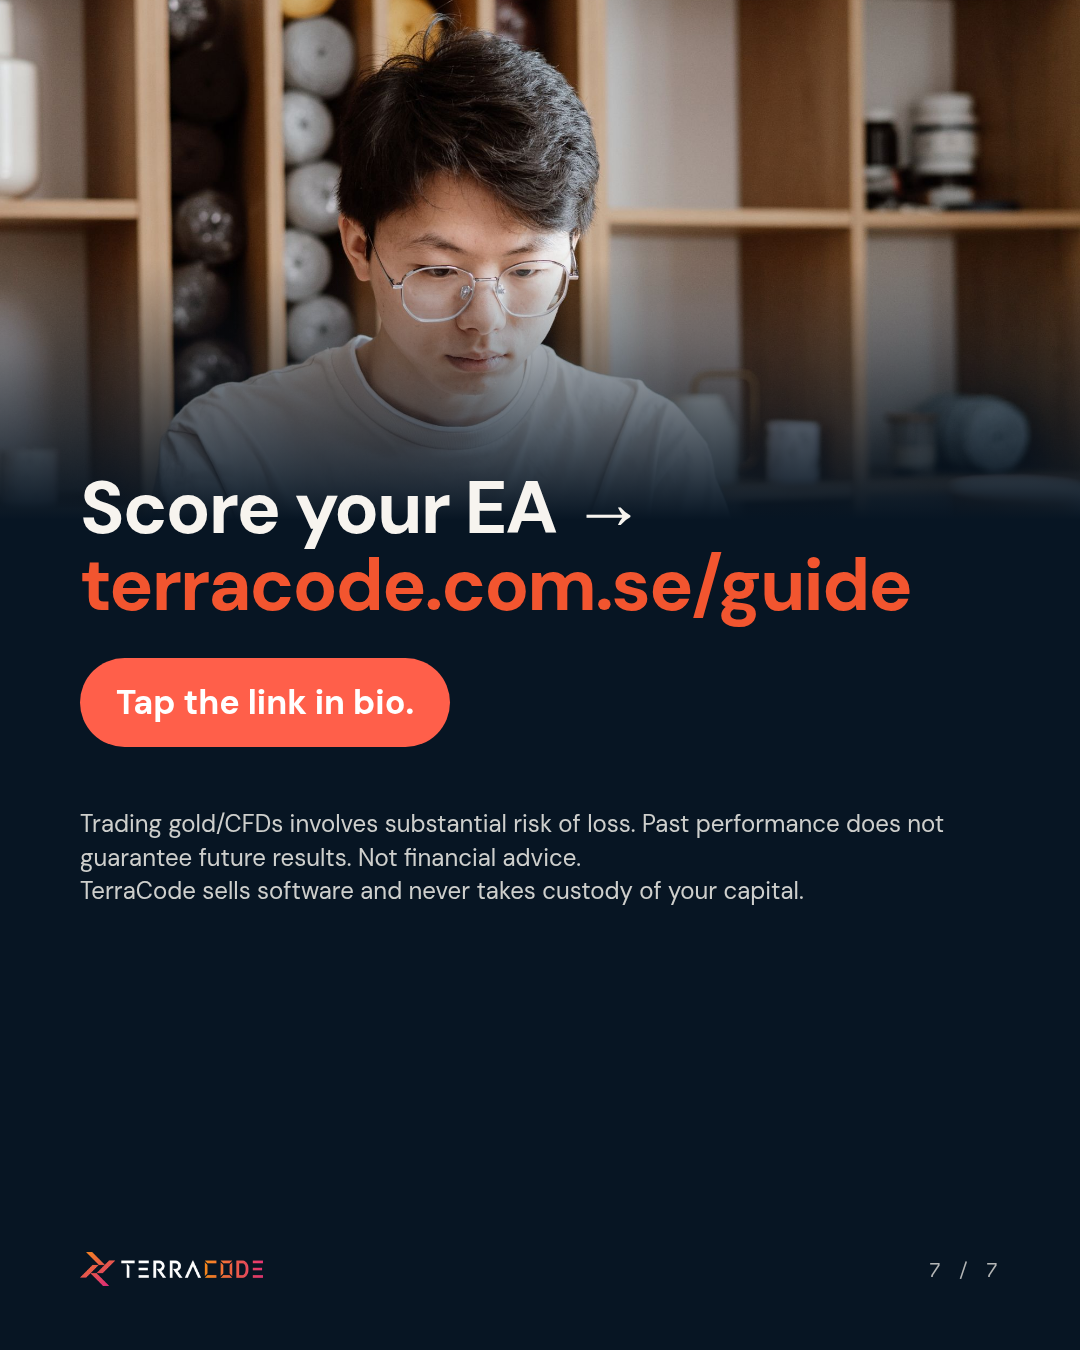 Score your EA →
terracode.com.se/guide
Tap the link in bio.
Trading gold/CFDs involves substantial risk of loss. Past performance does not
guarantee future results. Not financial advice.
TerraCode sells software and never takes custody of your capital.
TERRACODE
7 / 7